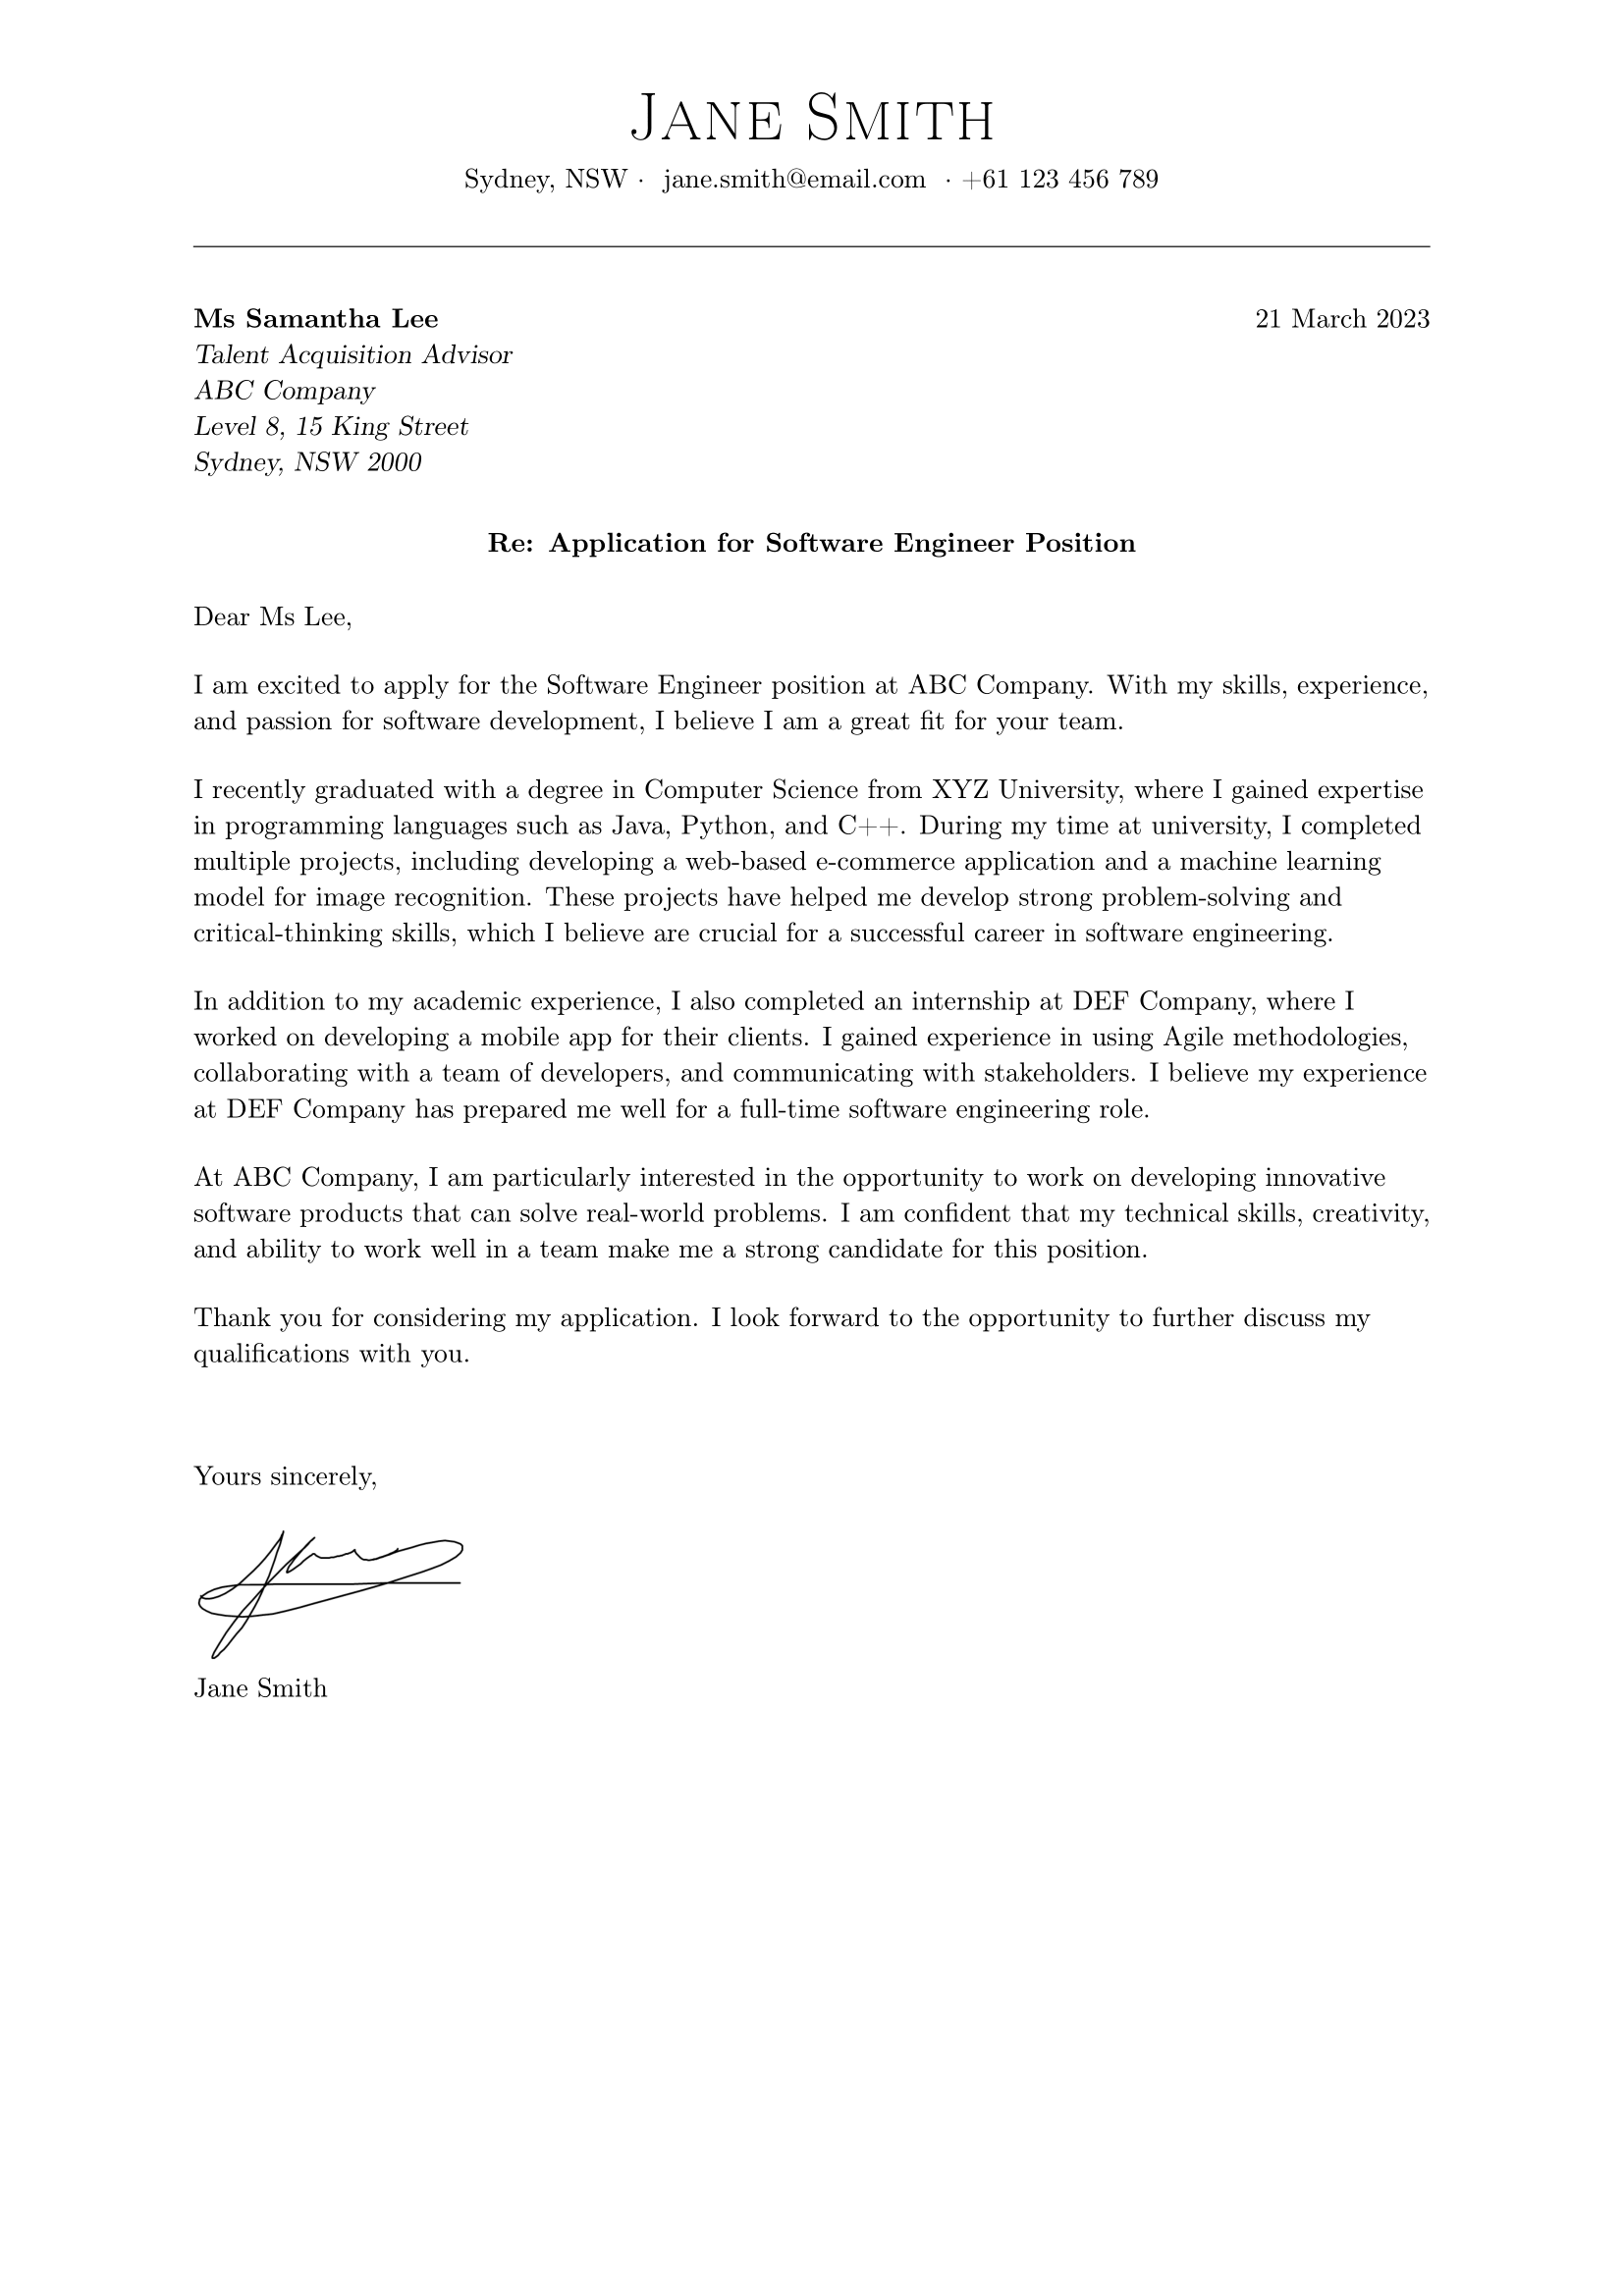 JANE SMITH
Sydney, NSW · jane.smith@email.com · +61 123 456 789
Ms Samantha Lee 21 March 2023
Talent Acquisition Advisor
ABC Company
Level 8, 15 King Street
Sydney, NSW 2000
Re: Application for Software Engineer Position
Dear Ms Lee,
I am excited to apply for the Software Engineer position at ABC Company. With my skills, experience,
and passion for software development, I believe I am a great fit for your team.
I recently graduated with a degree in Computer Science from XYZ University, where I gained expertise
in programming languages such as Java, Python, and C++. During my time at university, I completed
multiple projects, including developing a web-based e-commerce application and a machine learning
model for image recognition. These projects have helped me develop strong problem-solving and
critical-thinking skills, which I believe are crucial for a successful career in software engineering.
In addition to my academic experience, I also completed an internship at DEF Company, where I
worked on developing a mobile app for their clients. I gained experience in using Agile methodologies,
collaborating with a team of developers, and communicating with stakeholders. I believe my experience
at DEF Company has prepared me well for a full-time software engineering role.
At ABC Company, I am particularly interested in the opportunity to work on developing innovative
software products that can solve real-world problems. I am confident that my technical skills, creativity,
and ability to work well in a team make me a strong candidate for this position.
Thank you for considering my application. I look forward to the opportunity to further discuss my
qualifications with you.
Yours sincerely,
Jane Smith